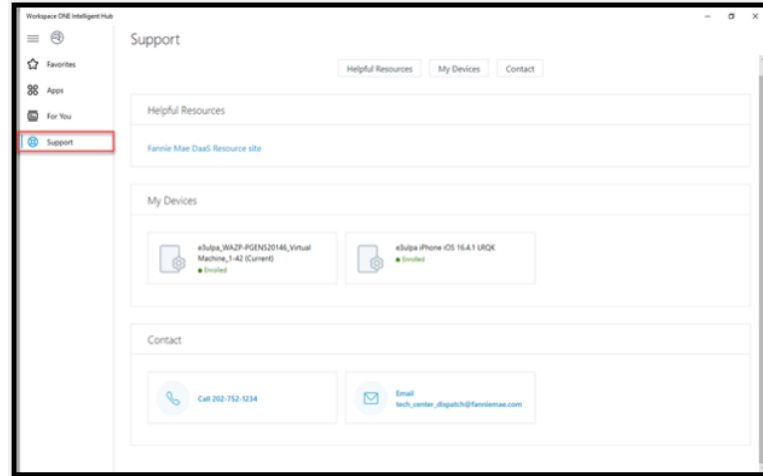 Workspace ONE Intelligent Hub
Support
Favorites
Apps
For You
Support
Helpful Resources
My Devices
Contact
Helpful Resources
Fannie Mae DaaS Resource site
My Devices
e3ulpa_WAZP-PGENS20146_Virtual
Machine_1-42 (Current)
Enrolled
e3ulpa iPhone iOS 16.4.1 LRQK
Enrolled
Contact
Call 202-752-1234
Email
tech_center_dispatch@fanniemae.com